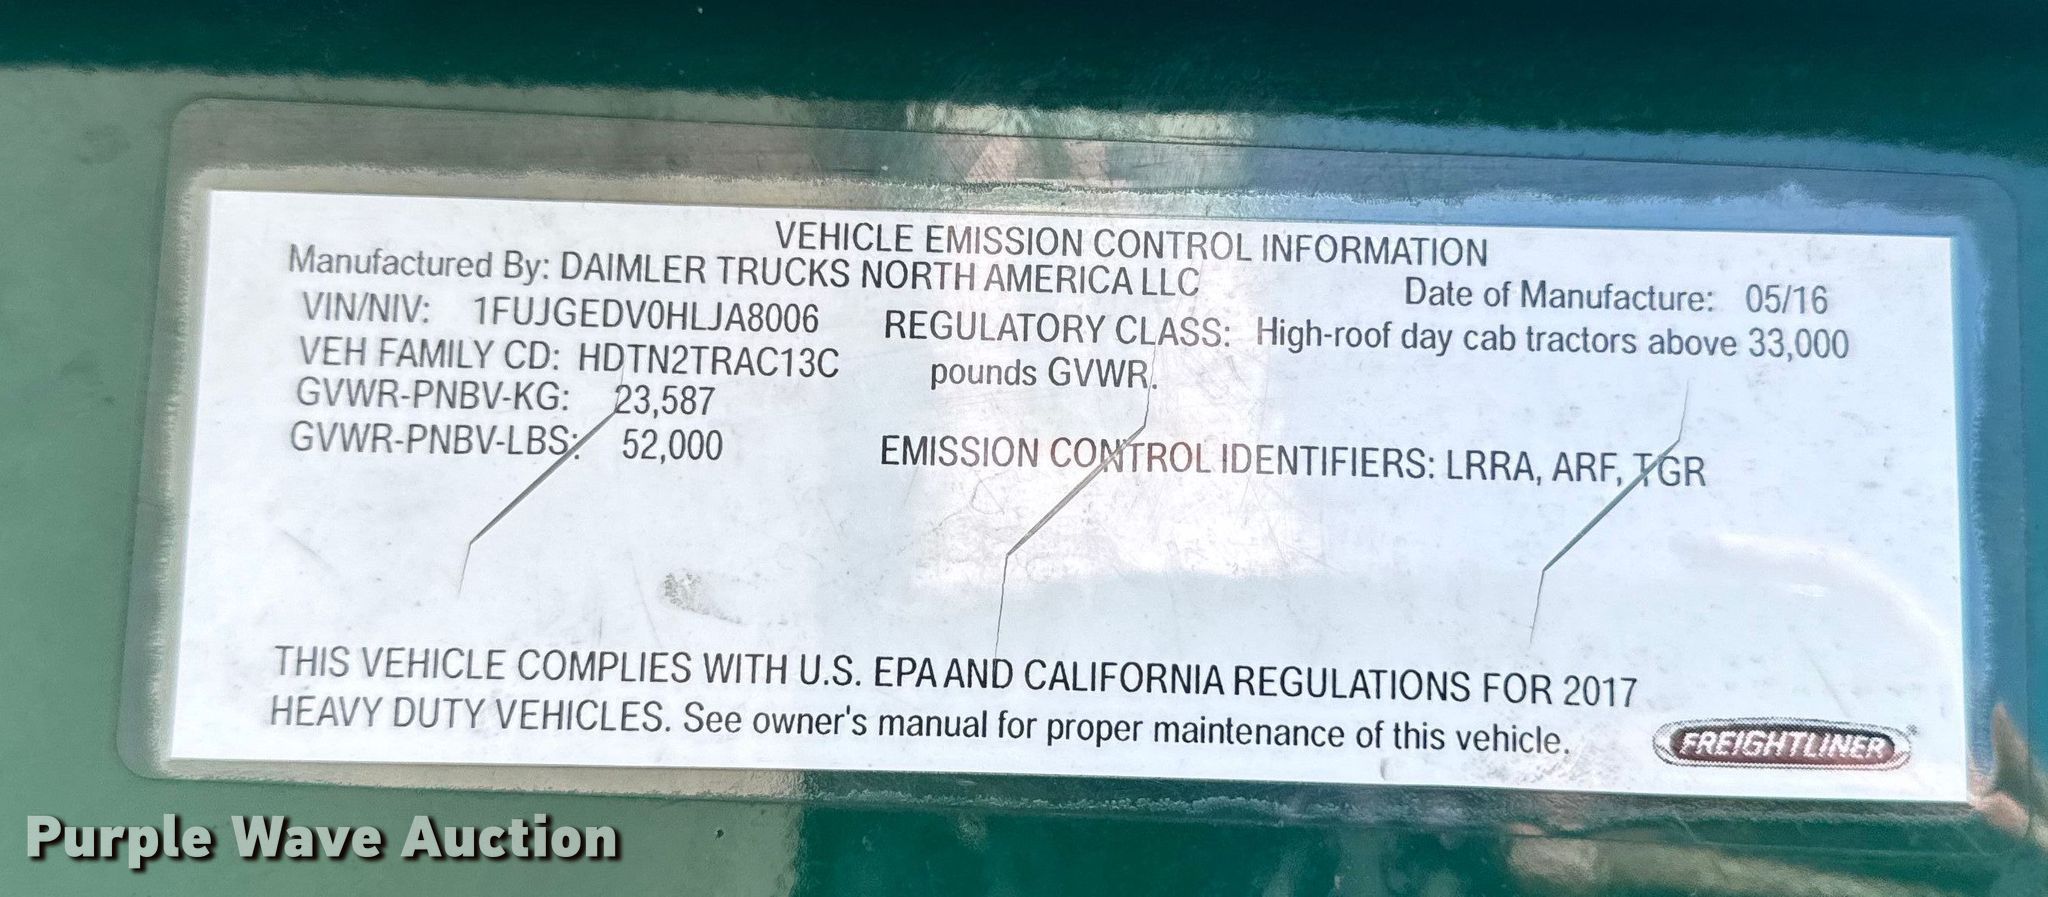 VEHICLE EMISSION CONTROL INFORMATION
Manufactured By: DAIMLER TRUCKS NORTH AMERICA LLC
Date of Manufacture: 05/16
VIN/NIV: 1FUJGEDV0HLJA8006
VEH FAMILY CD: HDTN2TRAC13C
GVWR-PNBV-KG: 23,587
GVWR-PNBV-LBS: 52,000
REGULATORY CLASS: High-roof day cab tractors above 33,000
pounds GVWR.
EMISSION CONTROL IDENTIFIERS: LRRA, ARF, TGR
THIS VEHICLE COMPLIES WITH U.S. EPA AND CALIFORNIA REGULATIONS FOR 2017
HEAVY DUTY VEHICLES. See owner's manual for proper maintenance of this vehicle.
FREIGHTLINER
Purple Wave Auction